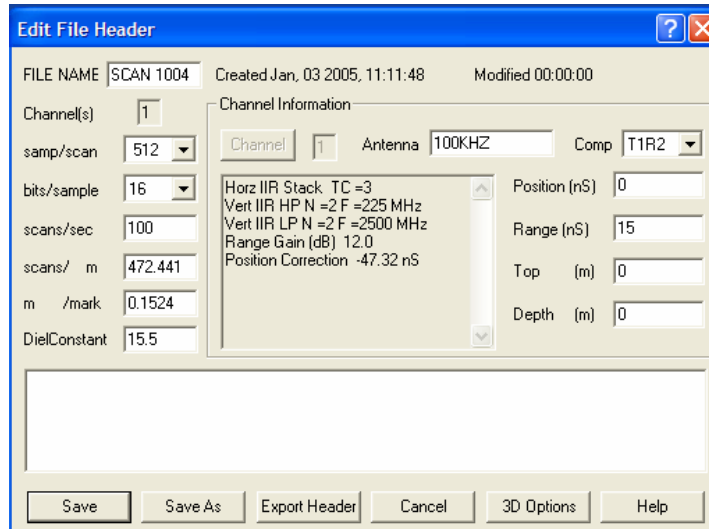 Edit File Header
FILE NAME SCAN 1004 Created Jan, 03 2005, 11:11:48 Modified 00:00:00
Channel(s) 1
samp/scan 512
bits/sample 16
scans/sec 100
scans/ m 472.441
m /mark 0.1524
DielConstant 15.5
Channel Information
Channel 1 Antenna 100KHZ Comp T1R2
Horz IIR Stack TC =3
Vert IIR HP N =2 F =225 MHz
Vert IIR LP N =2 F =2500 MHz
Range Gain (dB) 12.0
Position Correction -47.32 nS
Position (nS) 0
Range (nS) 15
Top (m) 0
Depth (m) 0
Save Save As Export Header Cancel 3D Options Help